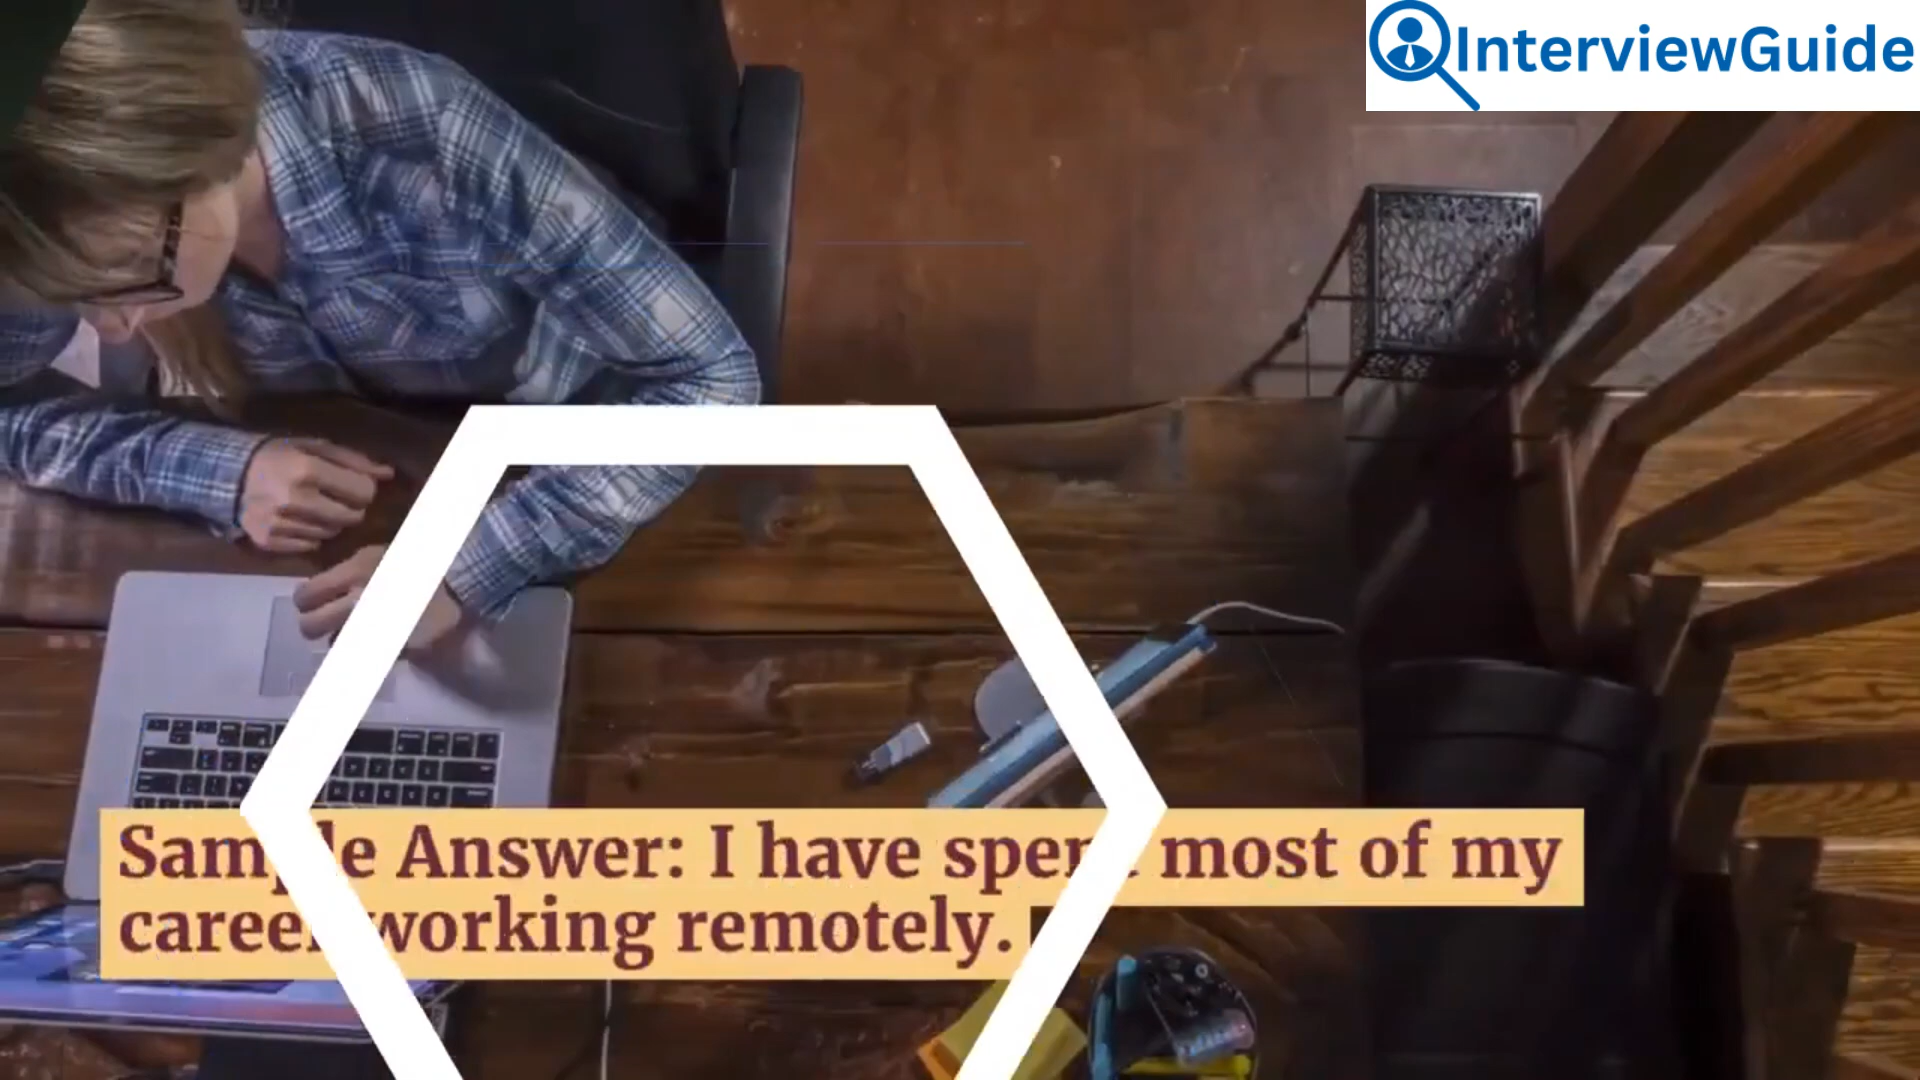 InterviewGuide
Sample Answer: I have spent most of my
career working remotely.